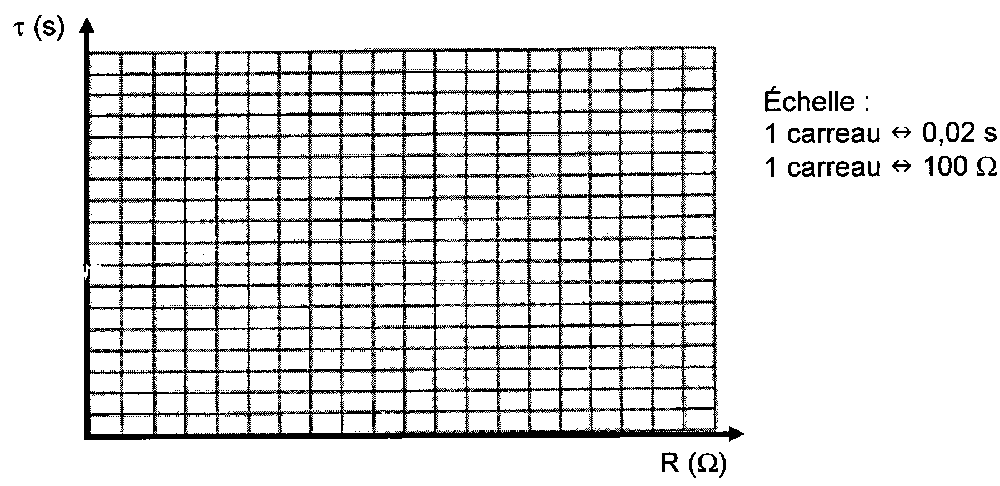 τ (s)
Échelle :
1 carreau ↔ 0,02 s
1 carreau ↔ 100 Ω
R (Ω)